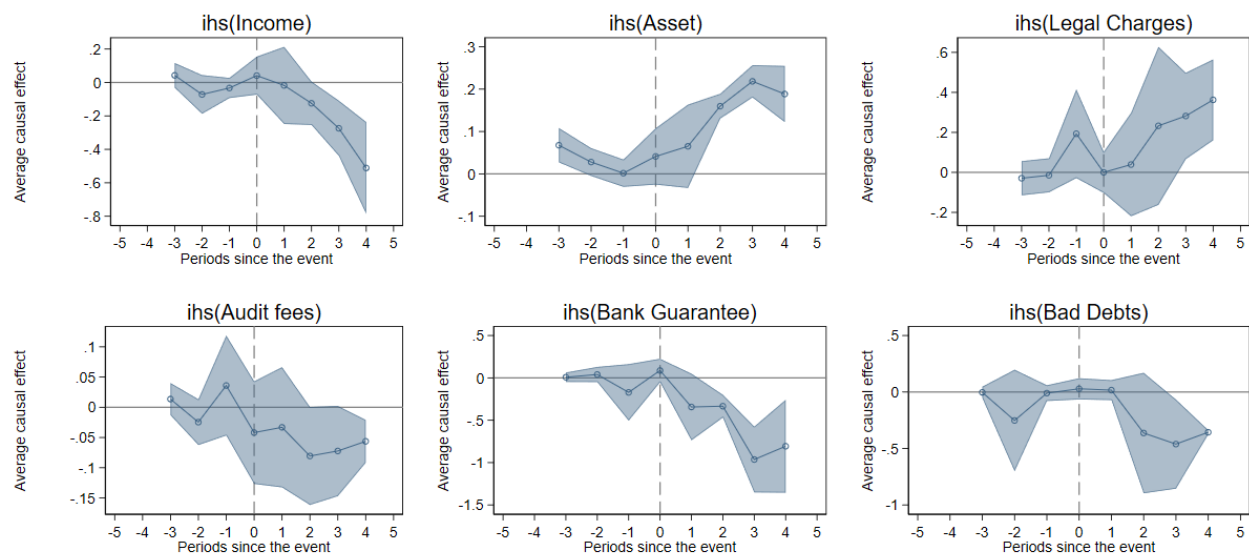 ihs(Income)
Average causal effect
.2
0
-.2
-.4
-.6
-.8
-5 -4 -3 -2 -1 0 1 2 3 4 5
Periods since the event
ihs(Asset)
Average causal effect
.3
.2
.1
0
-.1
-5 -4 -3 -2 -1 0 1 2 3 4 5
Periods since the event
ihs(Legal Charges)
Average causal effect
.6
.4
.2
0
-.2
-5 -4 -3 -2 -1 0 1 2 3 4 5
Periods since the event
ihs(Audit fees)
Average causal effect
.1
.05
0
-.05
-.1
-.15
-5 -4 -3 -2 -1 0 1 2 3 4 5
Periods since the event
ihs(Bank Guarantee)
Average causal effect
.5
0
-.5
-1
-1.5
-5 -4 -3 -2 -1 0 1 2 3 4 5
Periods since the event
ihs(Bad Debts)
Average causal effect
.5
0
-.5
-1
-5 -4 -3 -2 -1 0 1 2 3 4 5
Periods since the event